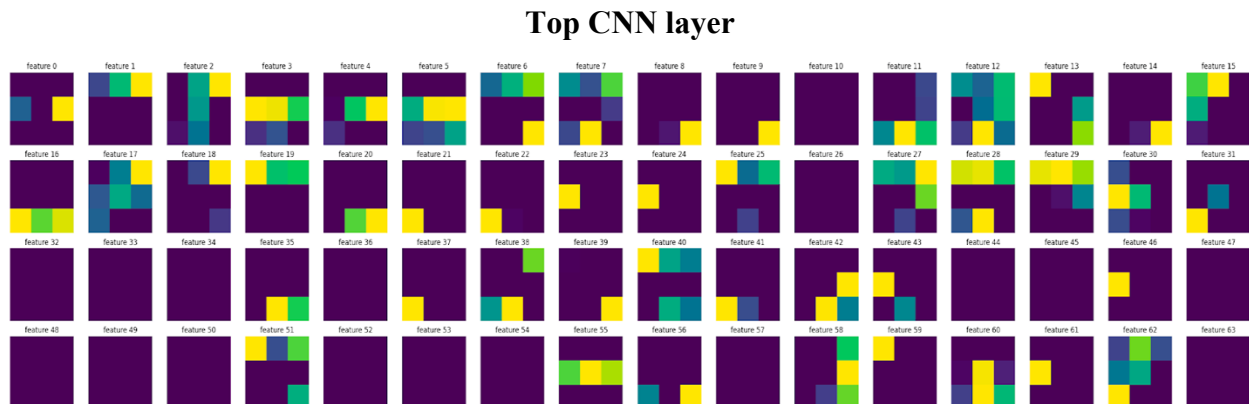 Top CNN layer
feature 0 feature 1 feature 2 feature 3 feature 4 feature 5 feature 6 feature 7 feature 8 feature 9 feature 10 feature 11 feature 12 feature 13 feature 14 feature 15
feature 16 feature 17 feature 18 feature 19 feature 20 feature 21 feature 22 feature 23 feature 24 feature 25 feature 26 feature 27 feature 28 feature 29 feature 30 feature 31
feature 32 feature 33 feature 34 feature 35 feature 36 feature 37 feature 38 feature 39 feature 40 feature 41 feature 42 feature 43 feature 44 feature 45 feature 46 feature 47
feature 48 feature 49 feature 50 feature 51 feature 52 feature 53 feature 54 feature 55 feature 56 feature 57 feature 58 feature 59 feature 60 feature 61 feature 62 feature 63